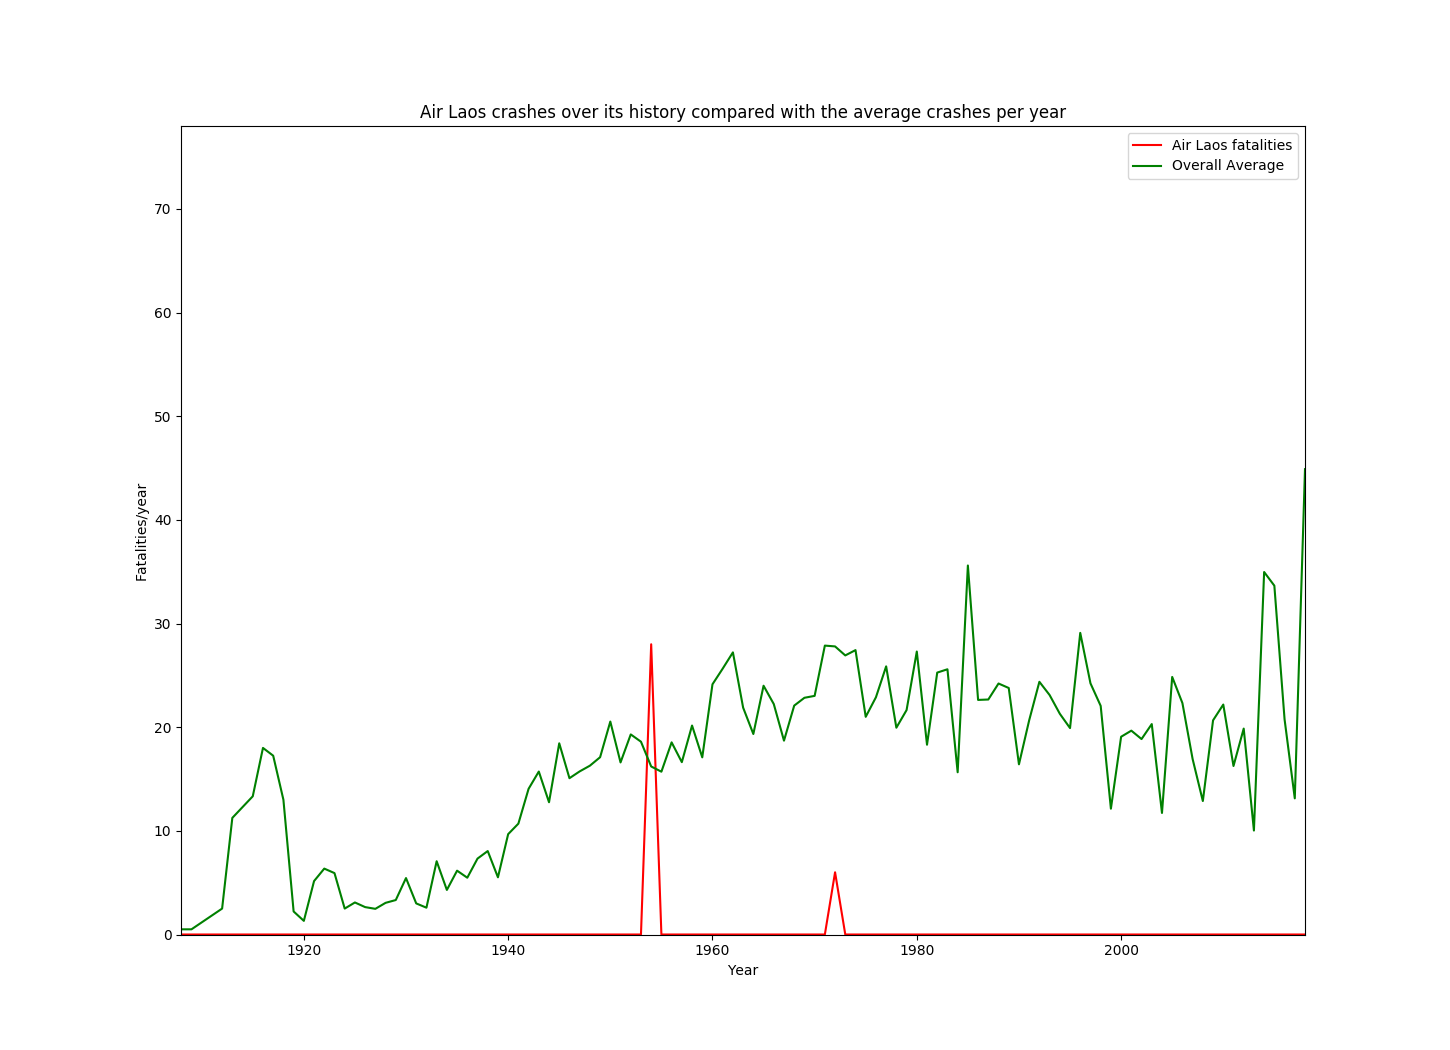 Air Laos crashes over its history compared with the average crashes per year
Air Laos fatalities
Overall Average
70
60
50
40
30
20
10
0
Fatalities/year
1920 1940 1960 1980 2000
Year